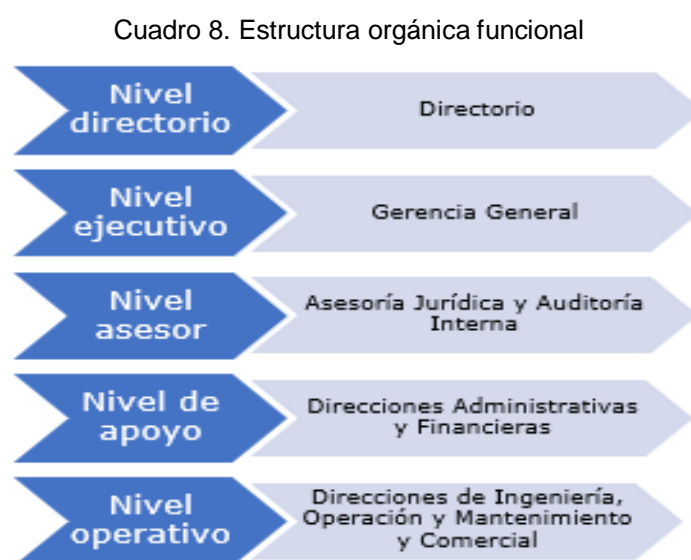 Cuadro 8. Estructura orgánica funcional
Nivel
directorio
Directorio
Nivel
ejecutivo
Gerencia General
Nivel
asesor
Asesoría Jurídica y Auditoría
Interna
Nivel de
apoyo
Direcciones Administrativas
y Financieras
Nivel
operativo
Direcciones de Ingeniería,
Operación y Mantenimiento
y Comercial